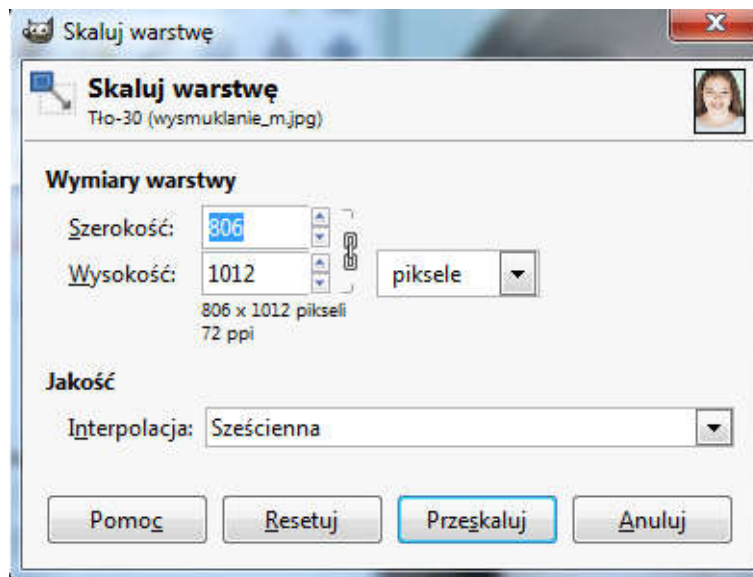 Skaluj warstwę
Skaluj warstwę
Tło-30 (wysmuklanie_m.jpg)
Wymiary warstwy
Szerokość: 806
Wysokość: 1012 piksele
806 x 1012 pikseli
72 ppi
Jakość
Interpolacja: Sześcienna
Pomoc Resetuj Przeskaluj Anuluj